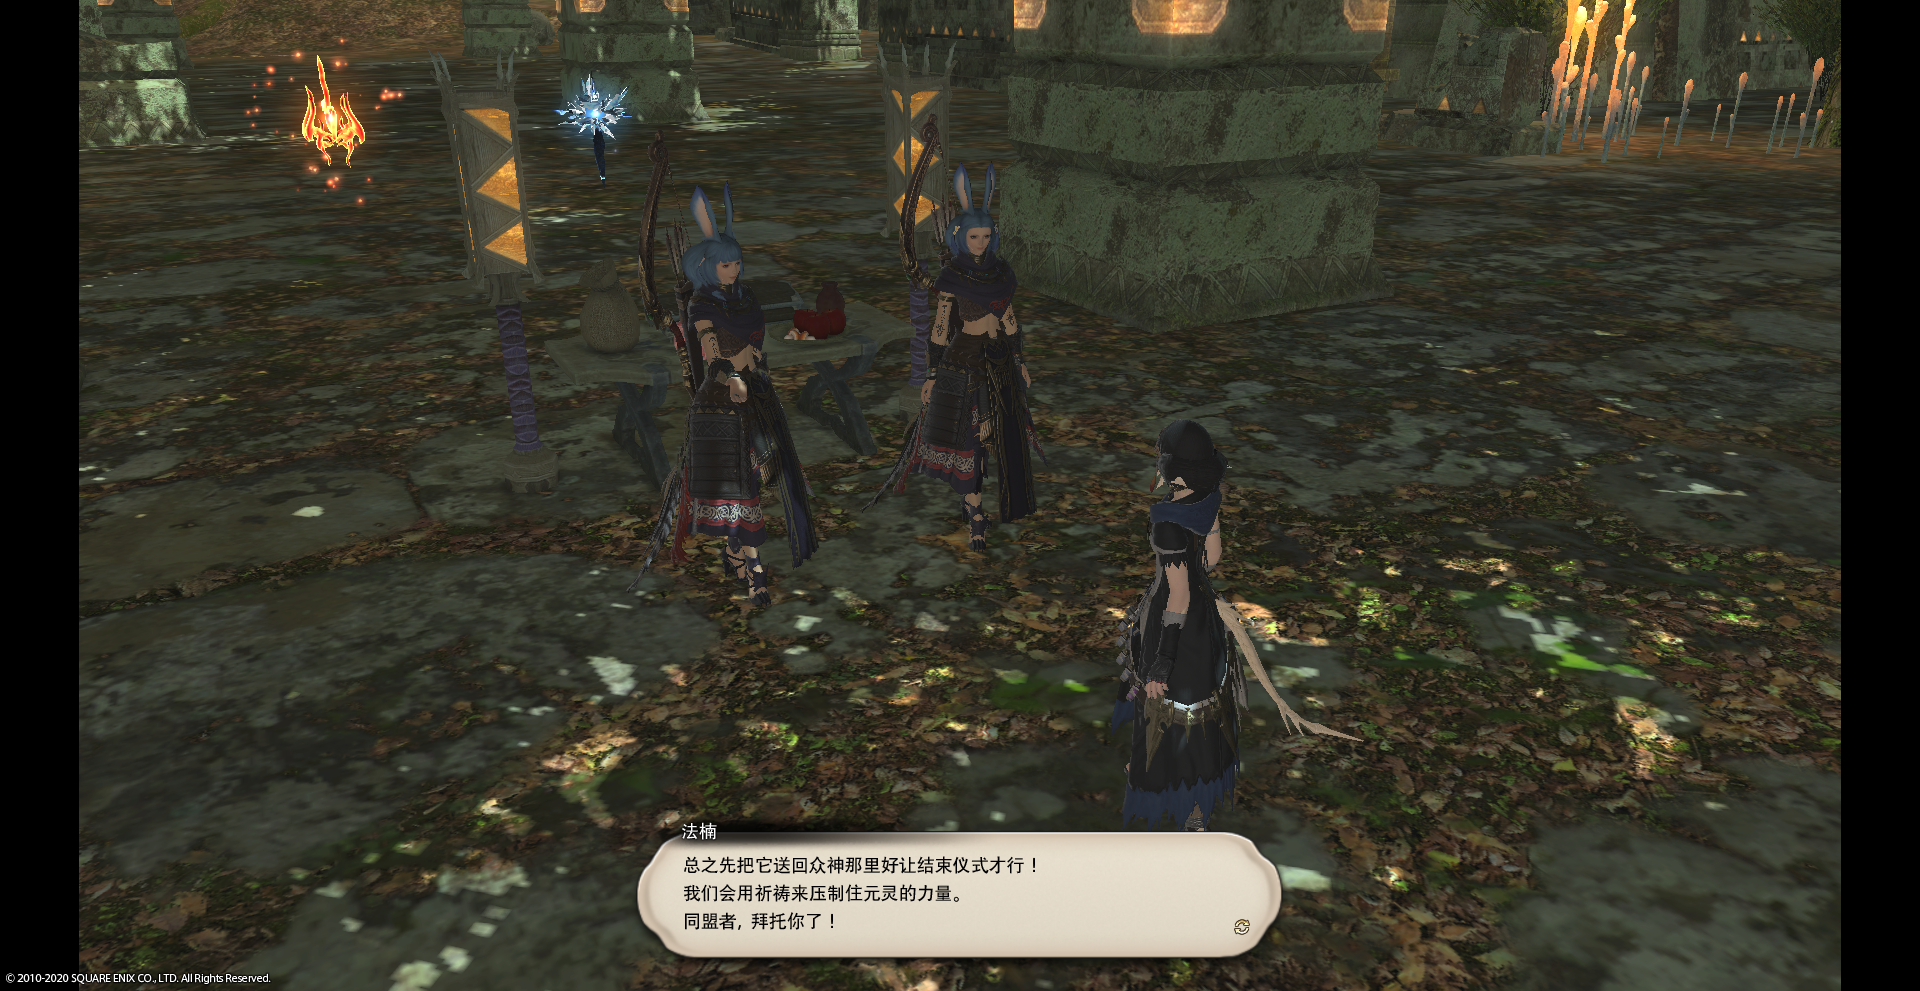 法楠
总之先把它送回众神那里好让结束仪式才行！
我们会用祈祷来压制住元灵的力量。
同盟者，拜托你了！
© 2010-2020 SQUARE ENIX CO., LTD. All Rights Reserved.